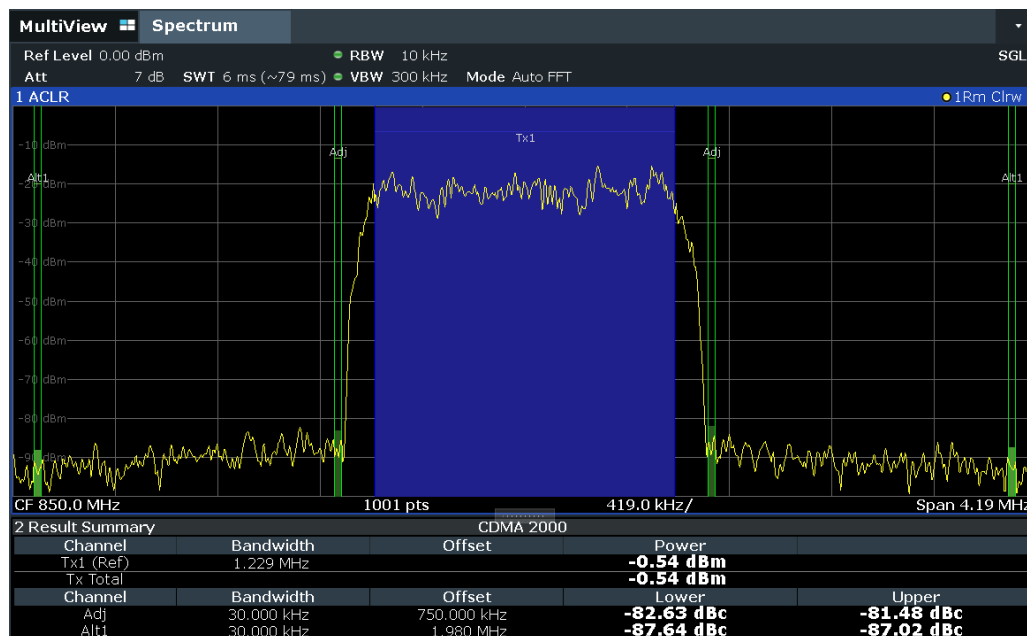 MultiView Spectrum
Ref Level 0.00 dBm RBW 10 kHz SGL
Att 7 dB SWT 6 ms (~79 ms) VBW 300 kHz Mode Auto FFT
1 ACLR 1Rm Clrw
Tx1
-10 dBm
Adj Adj
Alt1 Alt1
-20 dBm
-30 dBm
-40 dBm
-50 dBm
-60 dBm
-70 dBm
-80 dBm
-90 dBm
CF 850.0 MHz 1001 pts 419.0 kHz/ Span 4.19 MHz
2 Result Summary CDMA 2000
Channel Bandwidth Offset Power
Tx1 (Ref) 1.229 MHz -0.54 dBm
Tx Total -0.54 dBm
Channel Bandwidth Offset Lower Upper
Adj 30.000 kHz 750.000 kHz -82.63 dBc -81.48 dBc
Alt1 30.000 kHz 1.980 MHz -87.64 dBc -87.02 dBc